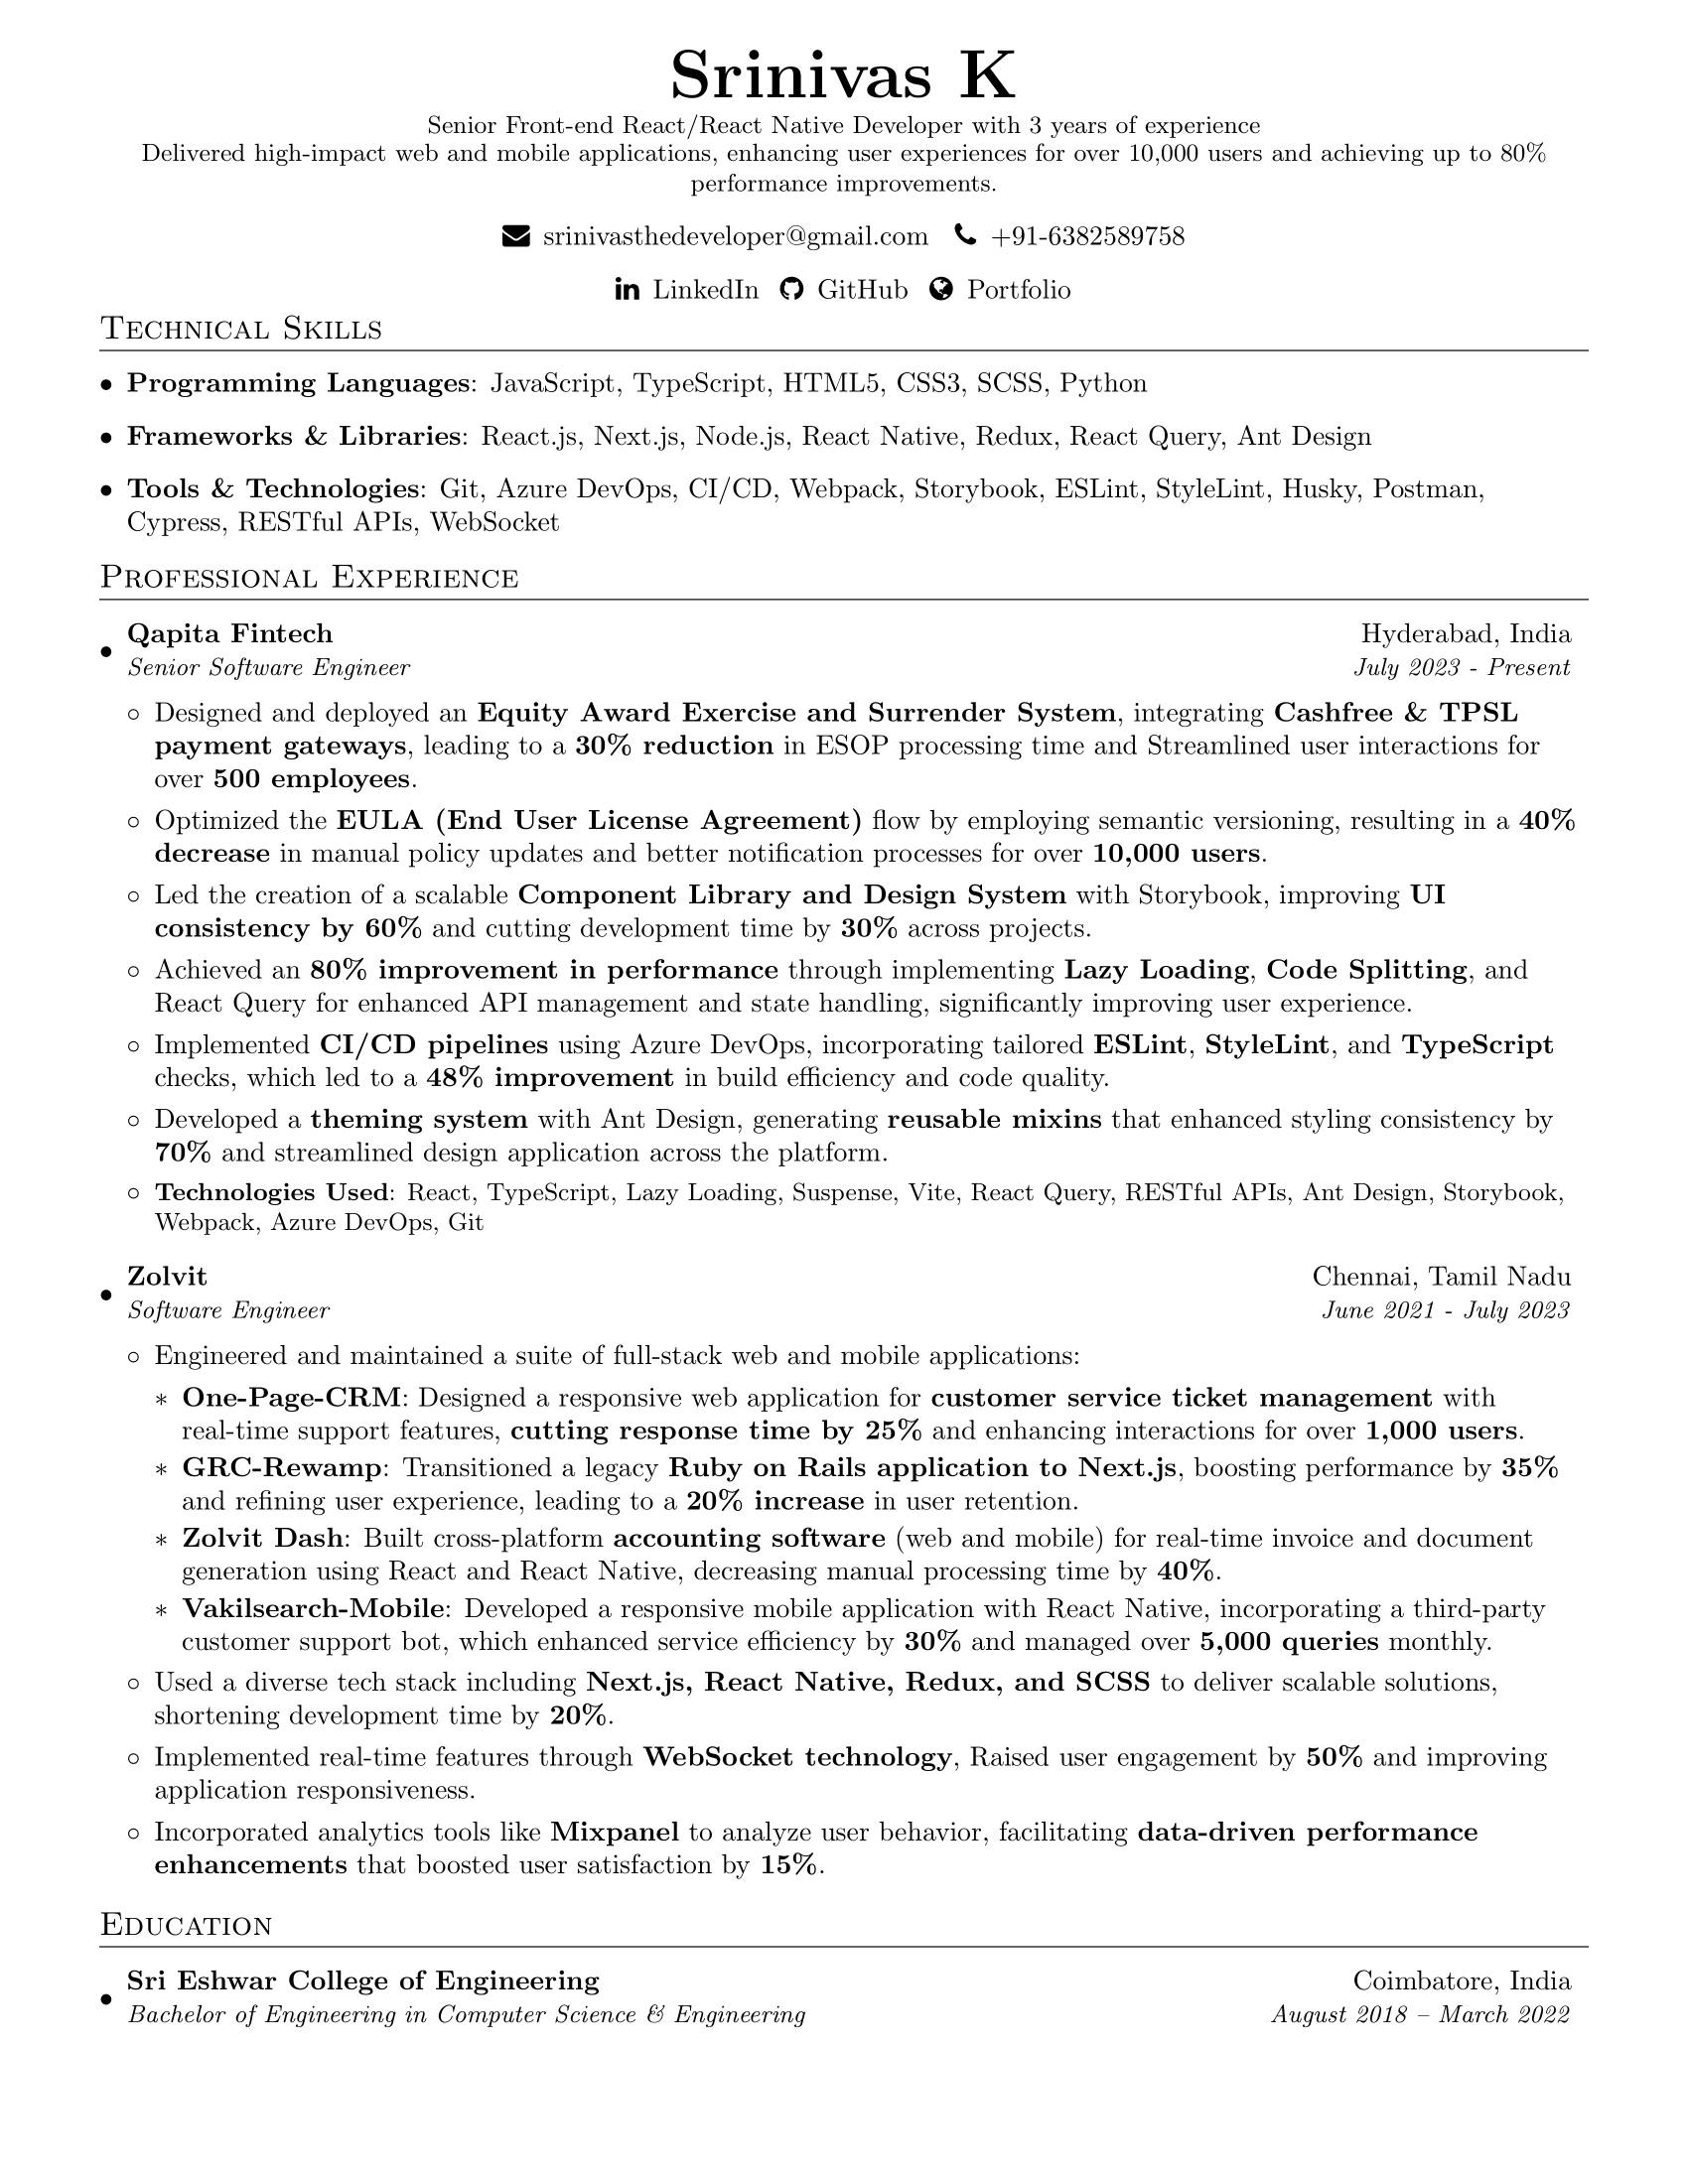 Srinivas K
Senior Front-end React/React Native Developer with 3 years of experience
Delivered high-impact web and mobile applications, enhancing user experiences for over 10,000 users and achieving up to 80%
performance improvements.
srinivasthedeveloper@gmail.com +91-6382589758
LinkedIn GitHub Portfolio
Technical Skills
• Programming Languages: JavaScript, TypeScript, HTML5, CSS3, SCSS, Python
• Frameworks & Libraries: React.js, Next.js, Node.js, React Native, Redux, React Query, Ant Design
• Tools & Technologies: Git, Azure DevOps, CI/CD, Webpack, Storybook, ESLint, StyleLint, Husky, Postman,
Cypress, RESTful APIs, WebSocket
Professional Experience
• Qapita Fintech Hyderabad, India
Senior Software Engineer July 2023 - Present
◦ Designed and deployed an Equity Award Exercise and Surrender System, integrating Cashfree & TPSL
payment gateways, leading to a 30% reduction in ESOP processing time and Streamlined user interactions for
over 500 employees.
◦ Optimized the EULA (End User License Agreement) flow by employing semantic versioning, resulting in a 40%
decrease in manual policy updates and better notification processes for over 10,000 users.
◦ Led the creation of a scalable Component Library and Design System with Storybook, improving UI
consistency by 60% and cutting development time by 30% across projects.
◦ Achieved an 80% improvement in performance through implementing Lazy Loading, Code Splitting, and
React Query for enhanced API management and state handling, significantly improving user experience.
◦ Implemented CI/CD pipelines using Azure DevOps, incorporating tailored ESLint, StyleLint, and TypeScript
checks, which led to a 48% improvement in build efficiency and code quality.
◦ Developed a theming system with Ant Design, generating reusable mixins that enhanced styling consistency by
70% and streamlined design application across the platform.
◦ Technologies Used: React, TypeScript, Lazy Loading, Suspense, Vite, React Query, RESTful APIs, Ant Design, Storybook,
Webpack, Azure DevOps, Git
• Zolvit Chennai, Tamil Nadu
Software Engineer June 2021 - July 2023
◦ Engineered and maintained a suite of full-stack web and mobile applications:
∗ One-Page-CRM: Designed a responsive web application for customer service ticket management with
real-time support features, cutting response time by 25% and enhancing interactions for over 1,000 users.
∗ GRC-Rewamp: Transitioned a legacy Ruby on Rails application to Next.js, boosting performance by 35%
and refining user experience, leading to a 20% increase in user retention.
∗ Zolvit Dash: Built cross-platform accounting software (web and mobile) for real-time invoice and document
generation using React and React Native, decreasing manual processing time by 40%.
∗ Vakilsearch-Mobile: Developed a responsive mobile application with React Native, incorporating a third-party
customer support bot, which enhanced service efficiency by 30% and managed over 5,000 queries monthly.
◦ Used a diverse tech stack including Next.js, React Native, Redux, and SCSS to deliver scalable solutions,
shortening development time by 20%.
◦ Implemented real-time features through WebSocket technology, Raised user engagement by 50% and improving
application responsiveness.
◦ Incorporated analytics tools like Mixpanel to analyze user behavior, facilitating data-driven performance
enhancements that boosted user satisfaction by 15%.
Education
• Sri Eshwar College of Engineering Coimbatore, India
Bachelor of Engineering in Computer Science & Engineering August 2018 – March 2022